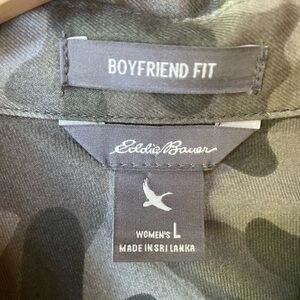 BOYFRIEND FIT
Eddie Bauer
WOMEN'S L
MADE IN SRI LANKA